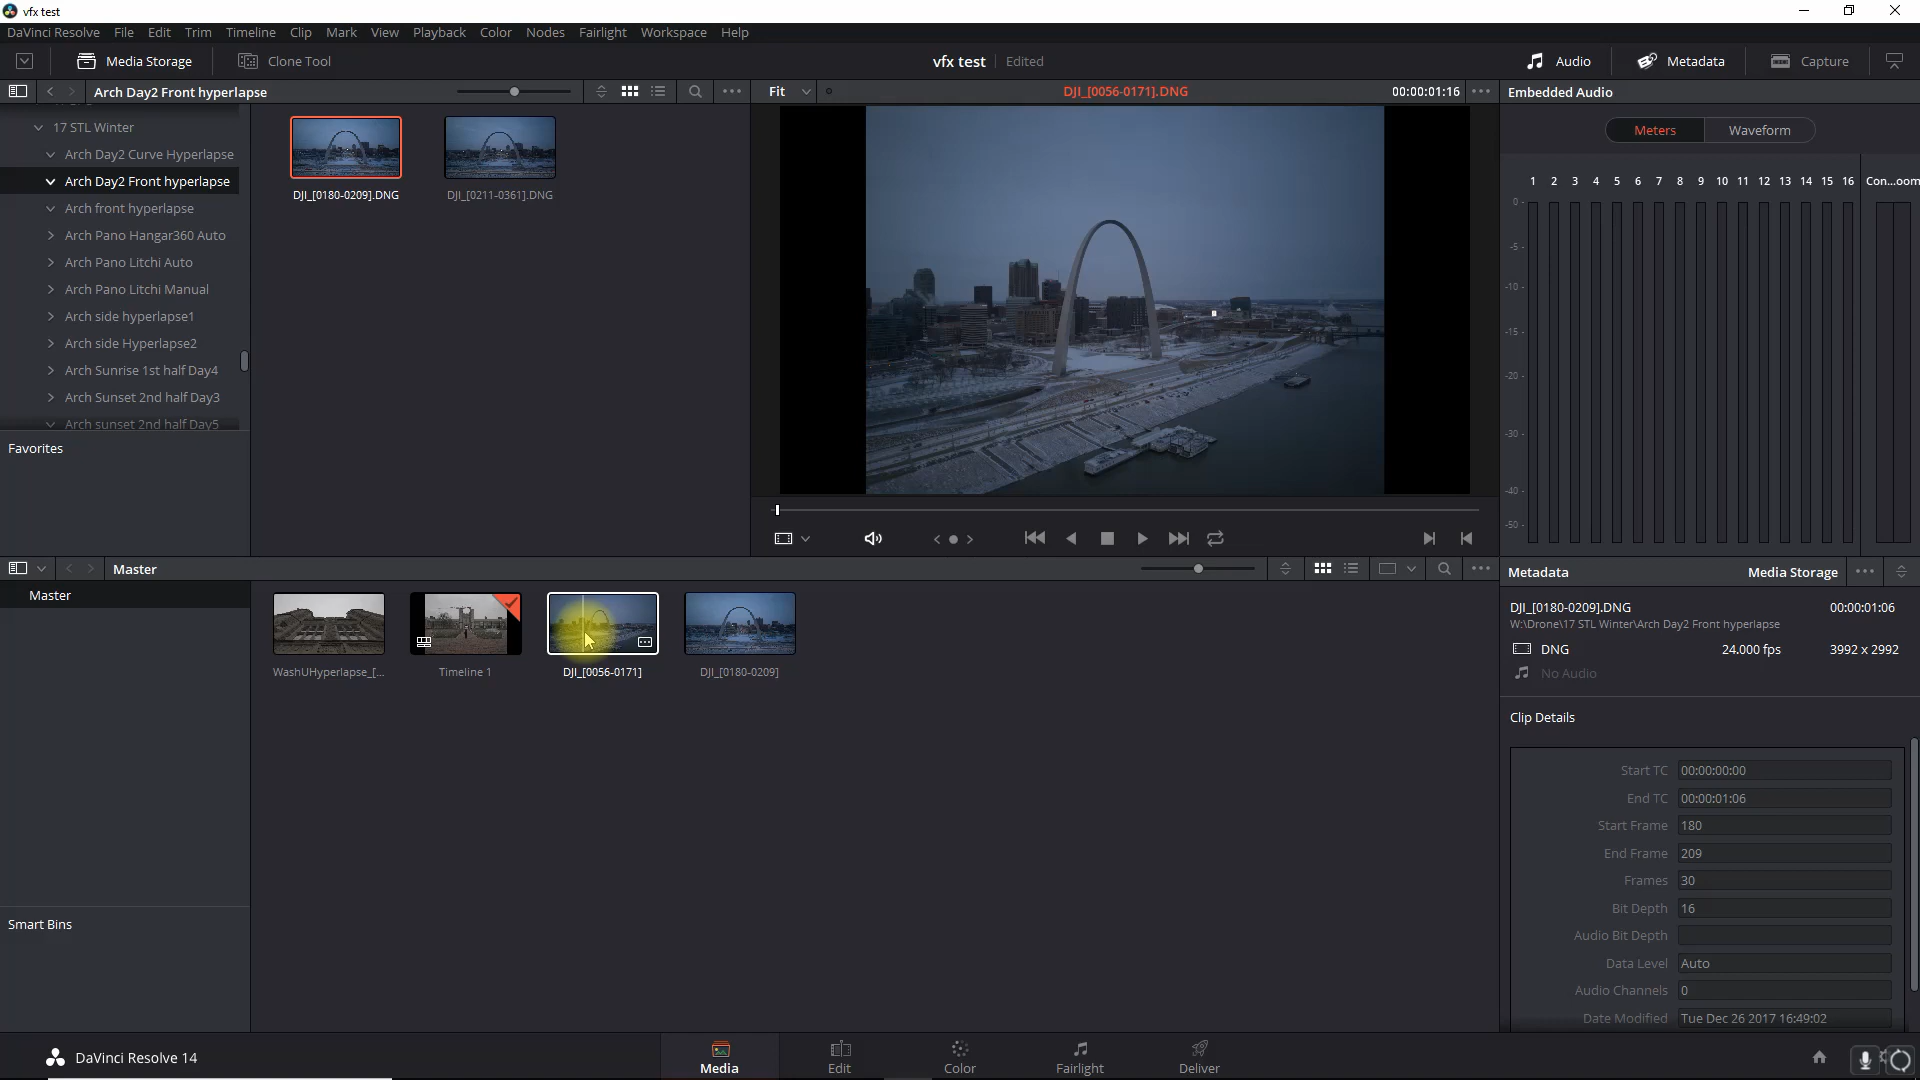 vfx test
DaVinci Resolve File Edit Trim Timeline Clip Mark View Playback Color Nodes Fairlight Workspace Help
Media Storage Clone Tool vfx test Edited Audio Metadata Capture
Arch Day2 Front hyperlapse Fit DJI_[0056-0171].DNG 00:00:01:16 Embedded Audio
17 STL Winter
Arch Day2 Curve Hyperlapse
Arch Day2 Front hyperlapse
Arch front hyperlapse
Arch Pano Hangar360 Auto
Arch Pano Litchi Auto
Arch Pano Litchi Manual
Arch side hyperlapse1
Arch side Hyperlapse2
Arch Sunrise 1st half Day4
Arch Sunset 2nd half Day3
Arch sunset 2nd half Day5
DJI_[0180-0209].DNG DJI_[0211-0361].DNG
Meters Waveform
1 2 3 4 5 6 7 8 9 10 11 12 13 14 15 16 Con...oom
0
-5
-10
-15
-20
-30
-40
-50
Favorites
Master
Master
WashUHyperlapse_[... Timeline 1 DJI_[0056-0171] DJI_[0180-0209]
Smart Bins
Metadata Media Storage
DJI_[0180-0209].DNG 00:00:01:06
W:\Drone\17 STL Winter\Arch Day2 Front hyperlapse
DNG 24.000 fps 3992 x 2992
No Audio
Clip Details
Start TC 00:00:00:00
End TC 00:00:01:06
Start Frame 180
End Frame 209
Frames 30
Bit Depth 16
Audio Bit Depth
Data Level Auto
Audio Channels 0
Date Modified Tue Dec 26 2017 16:49:02
DaVinci Resolve 14 Media Edit Color Fairlight Deliver